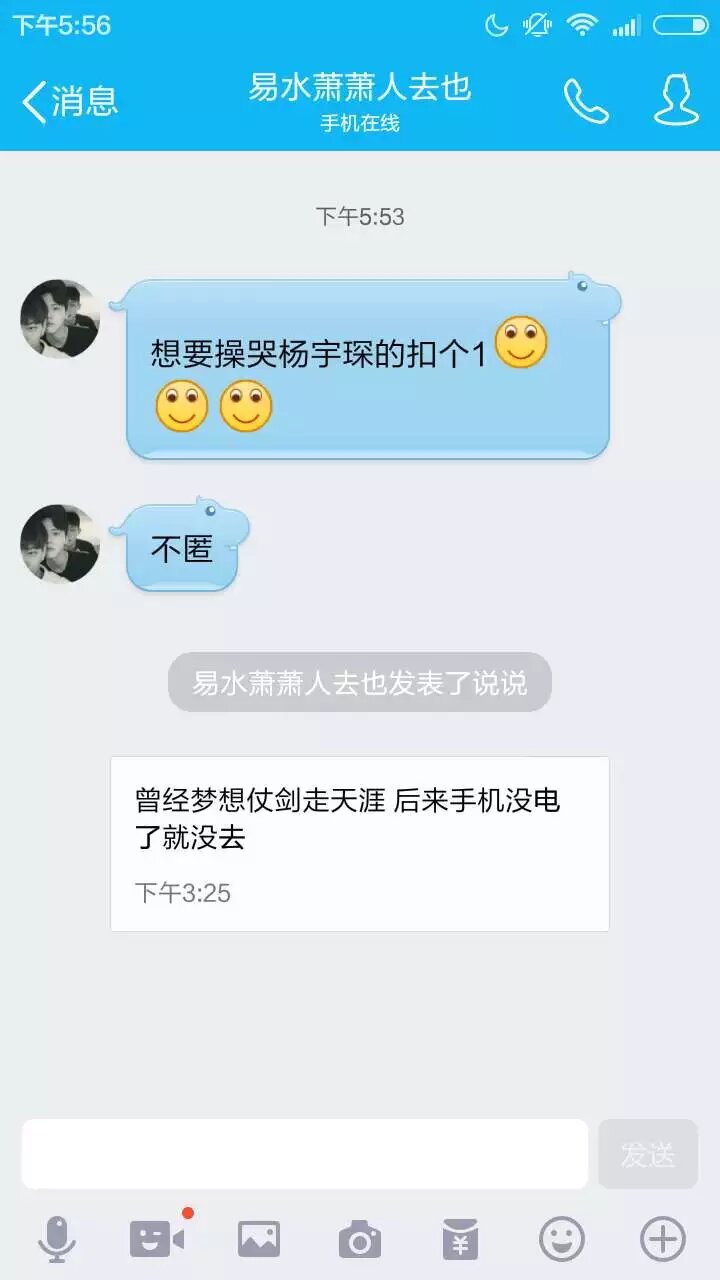 下午5:56
消息
易水萧萧人去也
手机在线
下午5:53
想要操哭杨宇琛的扣个1
不匿
易水萧萧人去也发表了说说
曾经梦想仗剑走天涯 后来手机没电
了就没去
下午3:25
发送